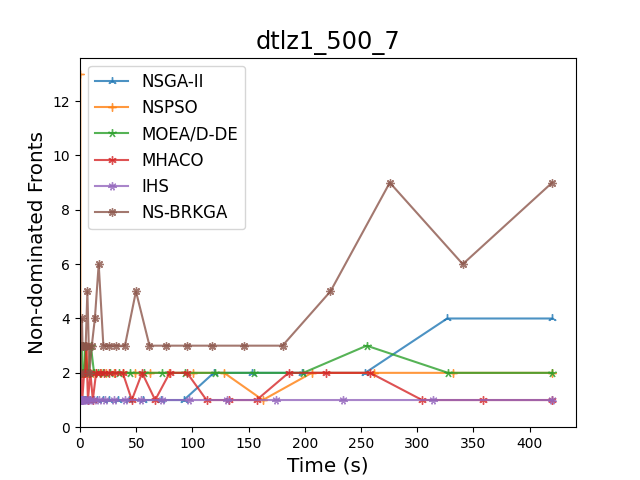 dtlz1_500_7
Non-dominated Fronts
12
10
8
6
4
2
0
NSGA-II
NSPSO
MOEA/D-DE
MHACO
IHS
NS-BRKGA
0 50 100 150 200 250 300 350 400
Time (s)